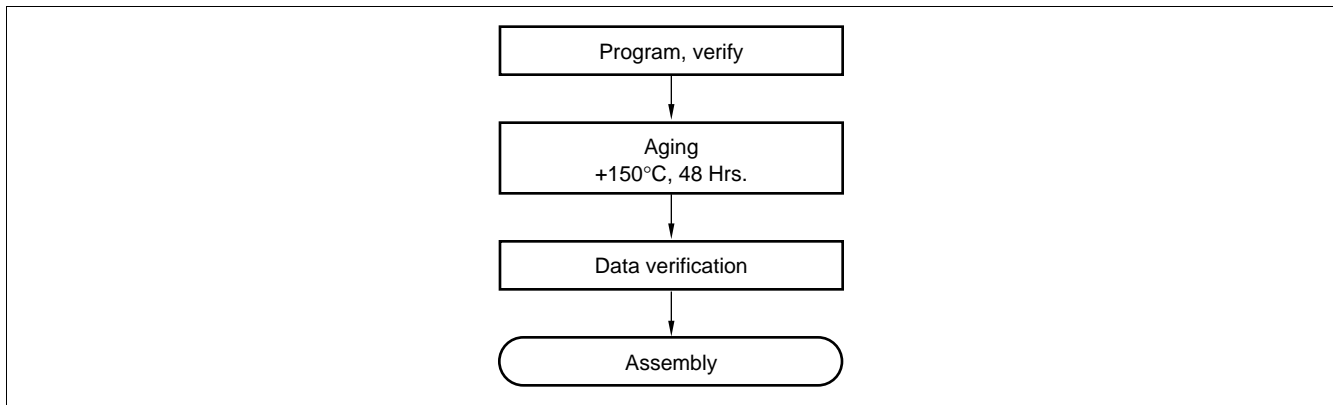 Program, verify
Aging
+150°C, 48 Hrs.
Data verification
Assembly